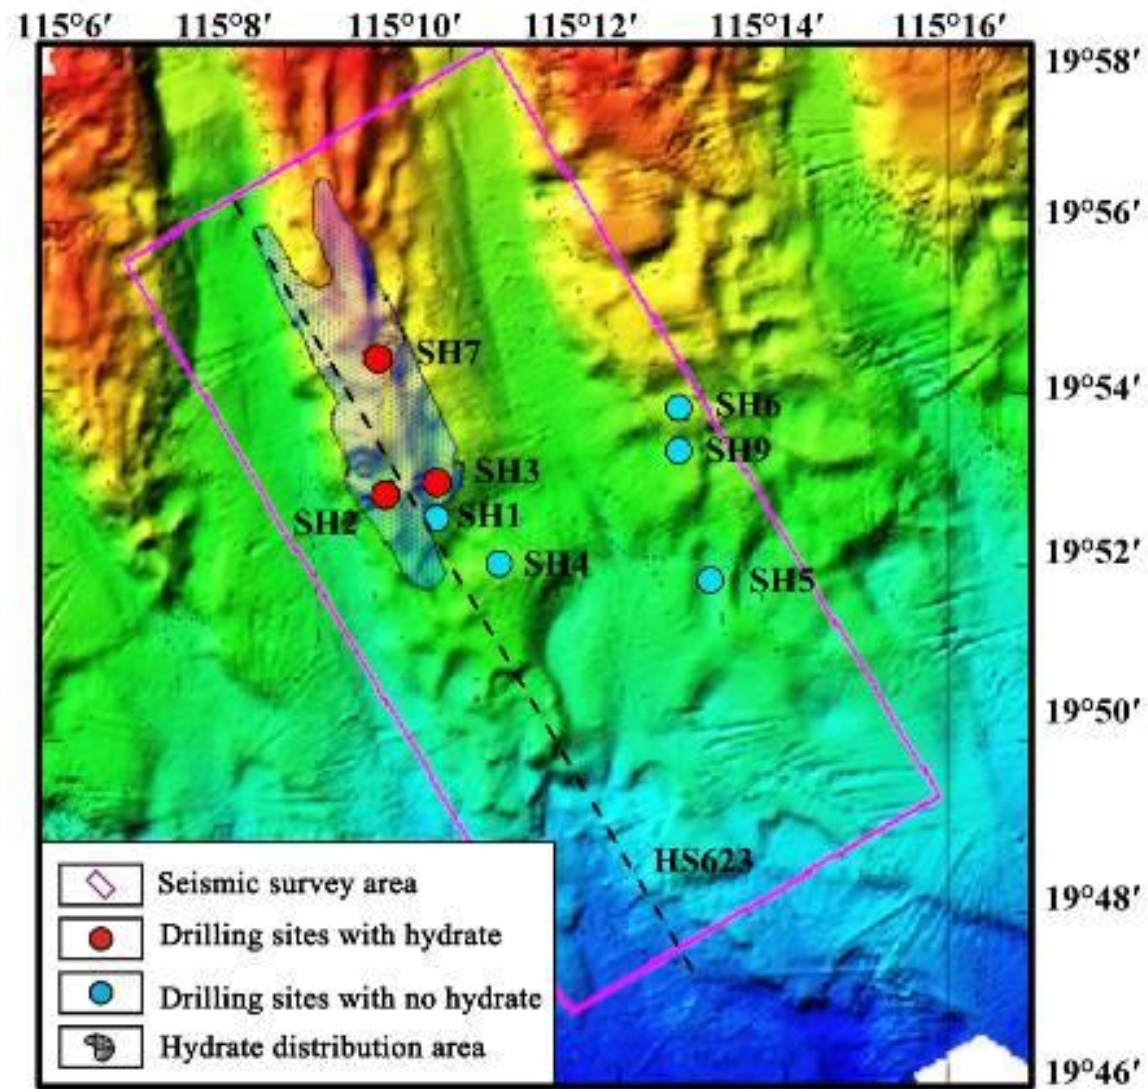 115°6′ 115°8′ 115°10′ 115°12′ 115°14′ 115°16′
19°58′
19°56′
SH7
19°54′
SH6
SH9
SH3
SH2
SH1
SH4
19°52′
SH5
19°50′
HS623
19°48′
19°46′
Seismic survey area
Drilling sites with hydrate
Drilling sites with no hydrate
Hydrate distribution area